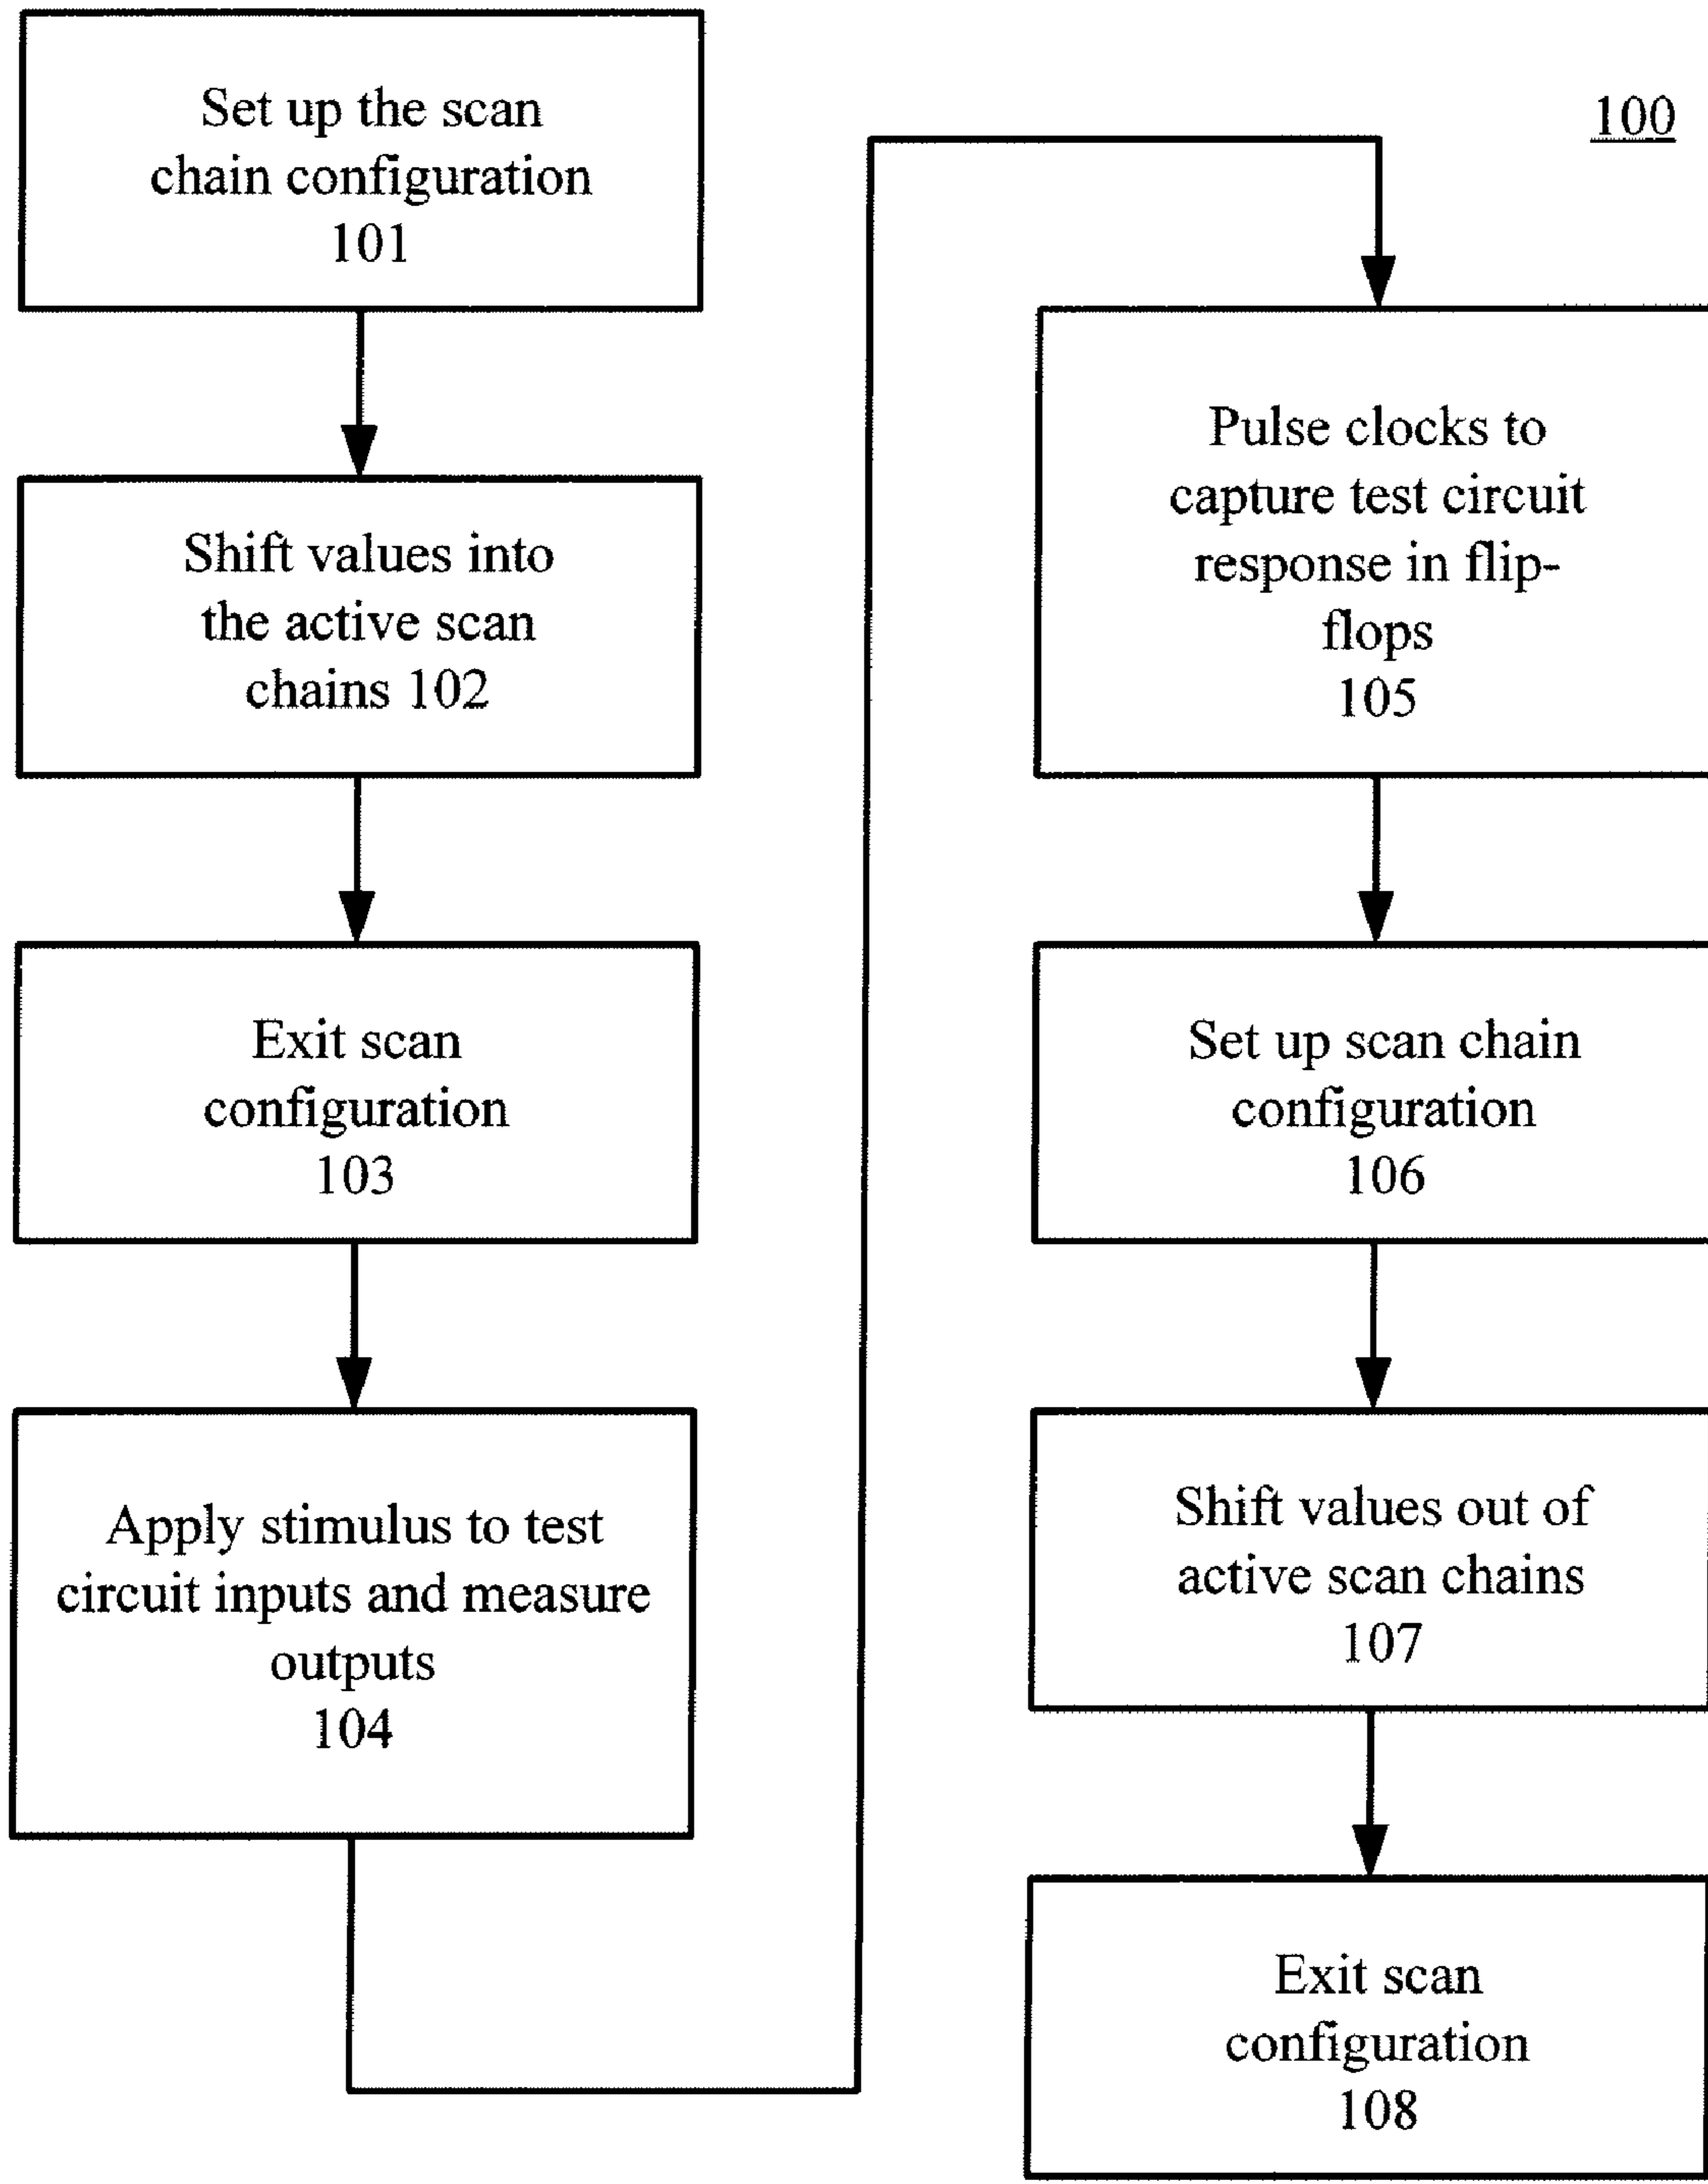 100
Set up the scan
chain configuration
101
Shift values into
the active scan
chains 102
Exit scan
configuration
103
Apply stimulus to test
circuit inputs and measure
outputs
104
Pulse clocks to
capture test circuit
response in flip-
flops
105
Set up scan chain
configuration
106
Shift values out of
active scan chains
107
Exit scan
configuration
108